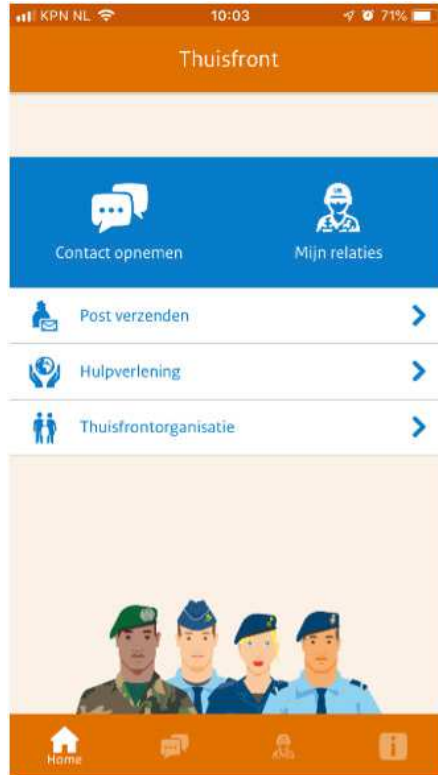 KPN NL 10:03 71%
Thuisfront
Contact opnemen Mijn relaties
Post verzenden
Hulpverlening
Thuisfrontorganisatie
Home